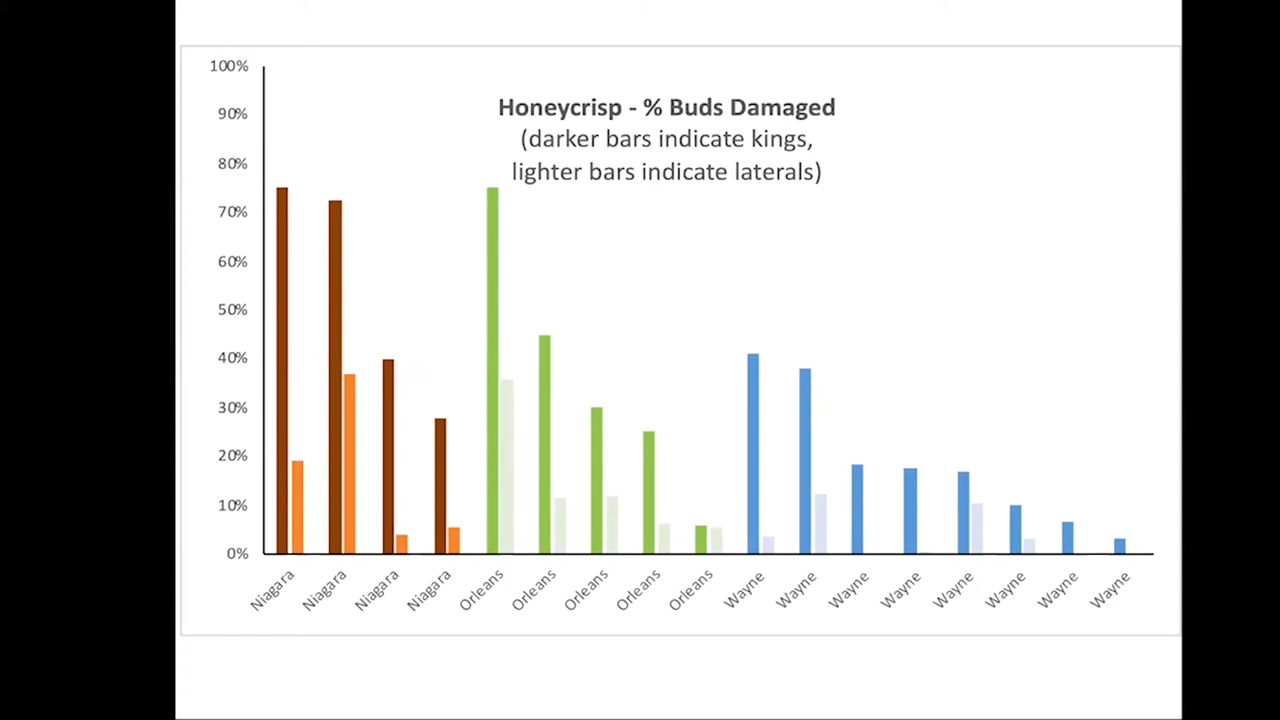 Honeycrisp - % Buds Damaged
(darker bars indicate kings,
lighter bars indicate laterals)
100%
90%
80%
70%
60%
50%
40%
30%
20%
10%
0%
Niagara
Niagara
Niagara
Niagara
Orleans
Orleans
Orleans
Orleans
Orleans
Wayne
Wayne
Wayne
Wayne
Wayne
Wayne
Wayne
Wayne